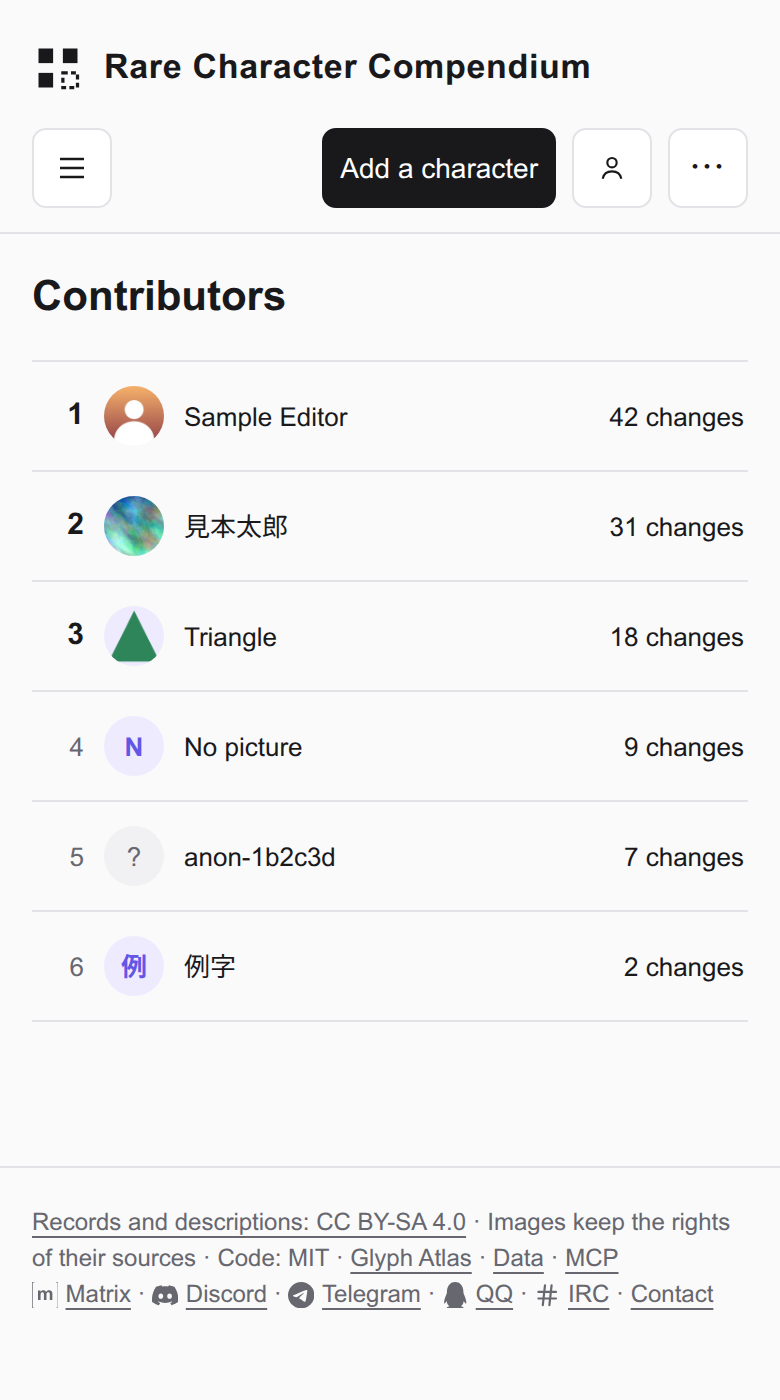 Rare Character Compendium
Add a character
Contributors
1 Sample Editor 42 changes
2 見本太郎 31 changes
3 Triangle 18 changes
4 N No picture 9 changes
5 ? anon-1b2c3d 7 changes
6 例 例字 2 changes
Records and descriptions: CC BY-SA 4.0 · Images keep the rights
of their sources · Code: MIT · Glyph Atlas · Data · MCP
[m] Matrix · Discord · Telegram · QQ · IRC · Contact